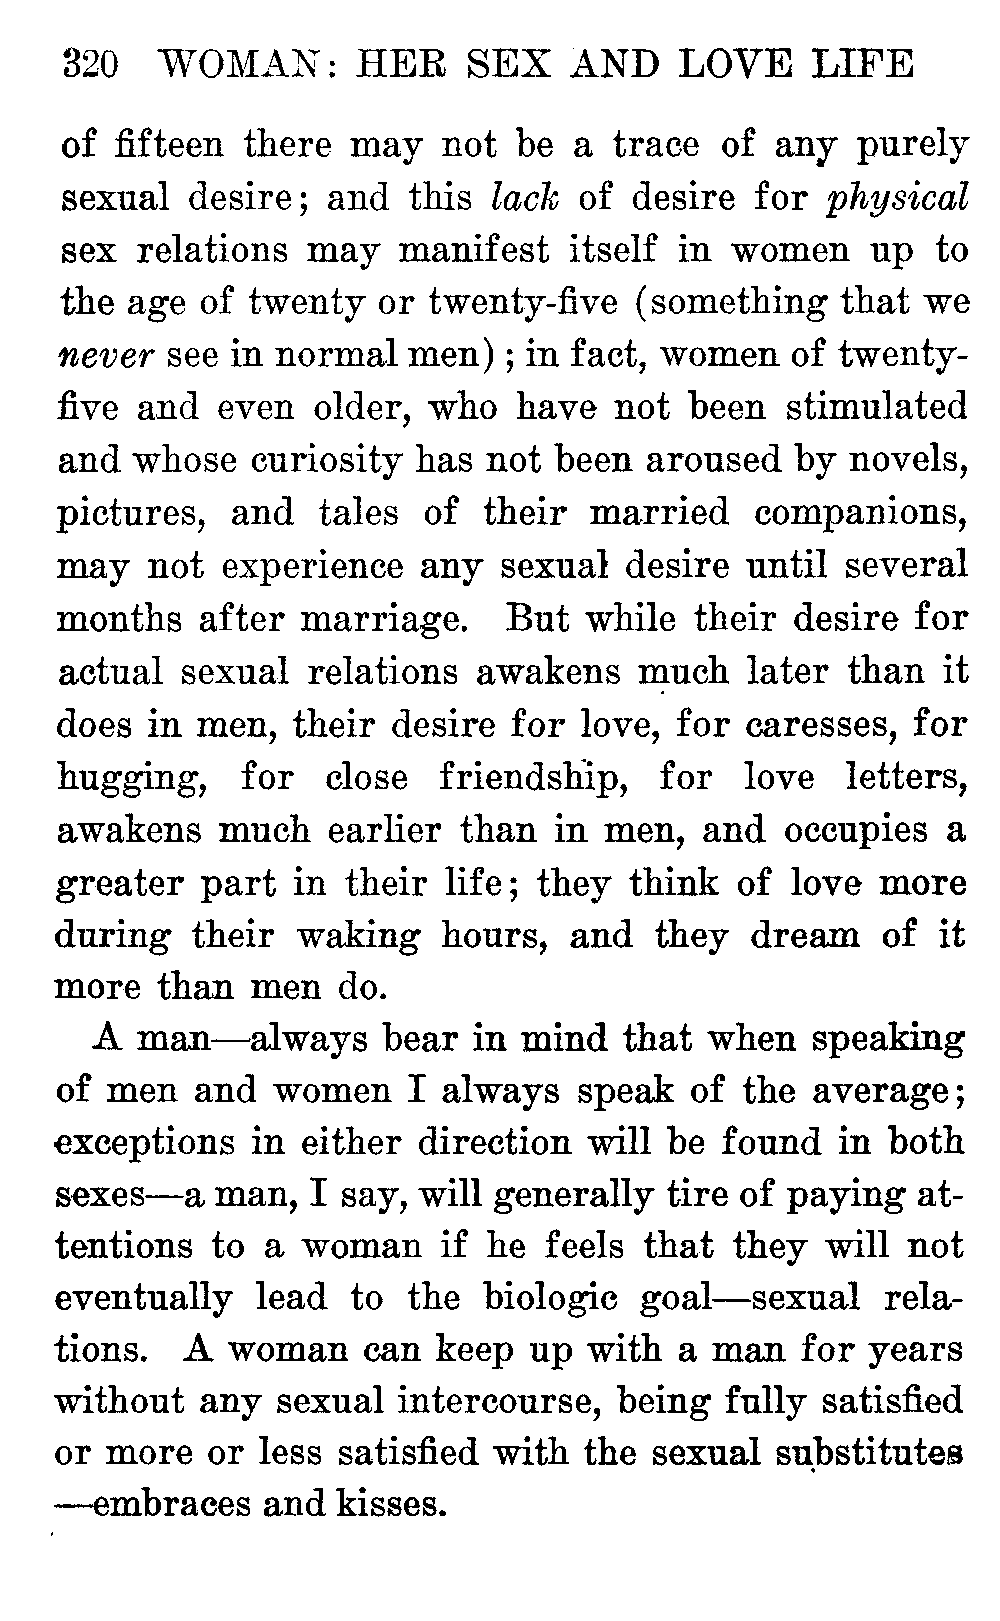 320 WOMAN: HER SEX AND LOVE LIFE
of fifteen there may not be a trace of any purely
sexual desire; and this lack of desire for physical
sex relations may manifest itself in women up to
the age of twenty or twenty-five (something that we
never see in normal men); in fact, women of twenty-
five and even older, who have not been stimulated
and whose curiosity has not been aroused by novels,
pictures, and tales of their married companions,
may not experience any sexual desire until several
months after marriage. But while their desire for
actual sexual relations awakens much later than it
does in men, their desire for love, for caresses, for
hugging, for close friendship, for love letters,
awakens much earlier than in men, and occupies a
greater part in their life; they think of love more
during their waking hours, and they dream of it
more than men do.
A man—always bear in mind that when speaking
of men and women I always speak of the average;
exceptions in either direction will be found in both
sexes—a man, I say, will generally tire of paying at-
tentions to a woman if he feels that they will not
eventually lead to the biologic goal—sexual rela-
tions. A woman can keep up with a man for years
without any sexual intercourse, being fully satisfied
or more or less satisfied with the sexual substitutes
—embraces and kisses.